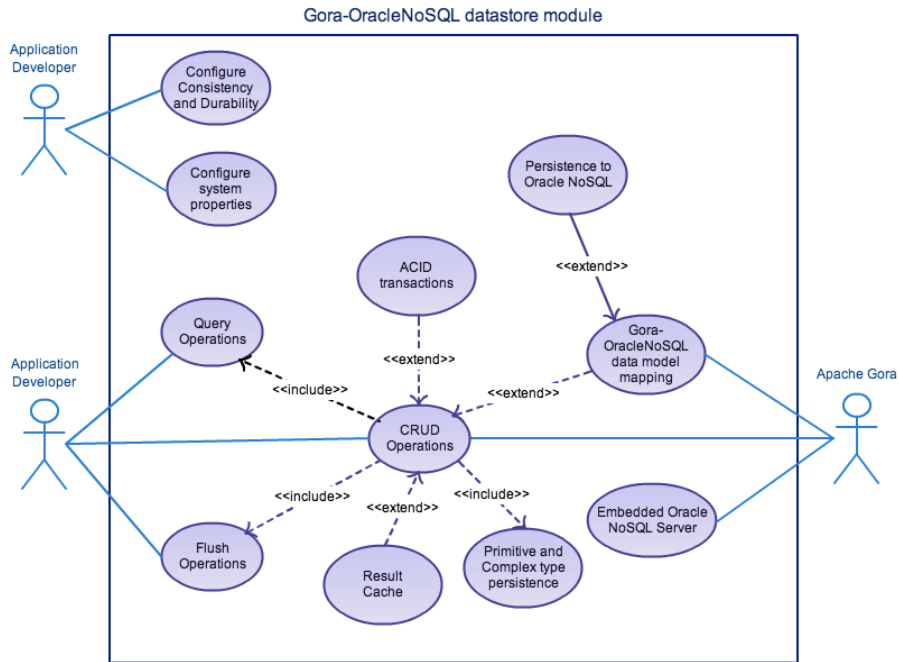 Gora-OracleNoSQL datastore module
Application
Developer
Configure
Consistency
and Durability
Configure
system
properties
Persistence to
Oracle NoSQL
<<extend>>
ACID
transactions
Query
Operations
<<extend>>
Gora-
OracleNoSQL
data model
mapping
Application
Developer
Apache Gora
<<include>>
<<extend>>
CRUD
Operations
<<include>>
<<extend>>
<<include>>
Embedded Oracle
NoSQL Server
Flush
Operations
Result
Cache
Primitive and
Complex type
persistence